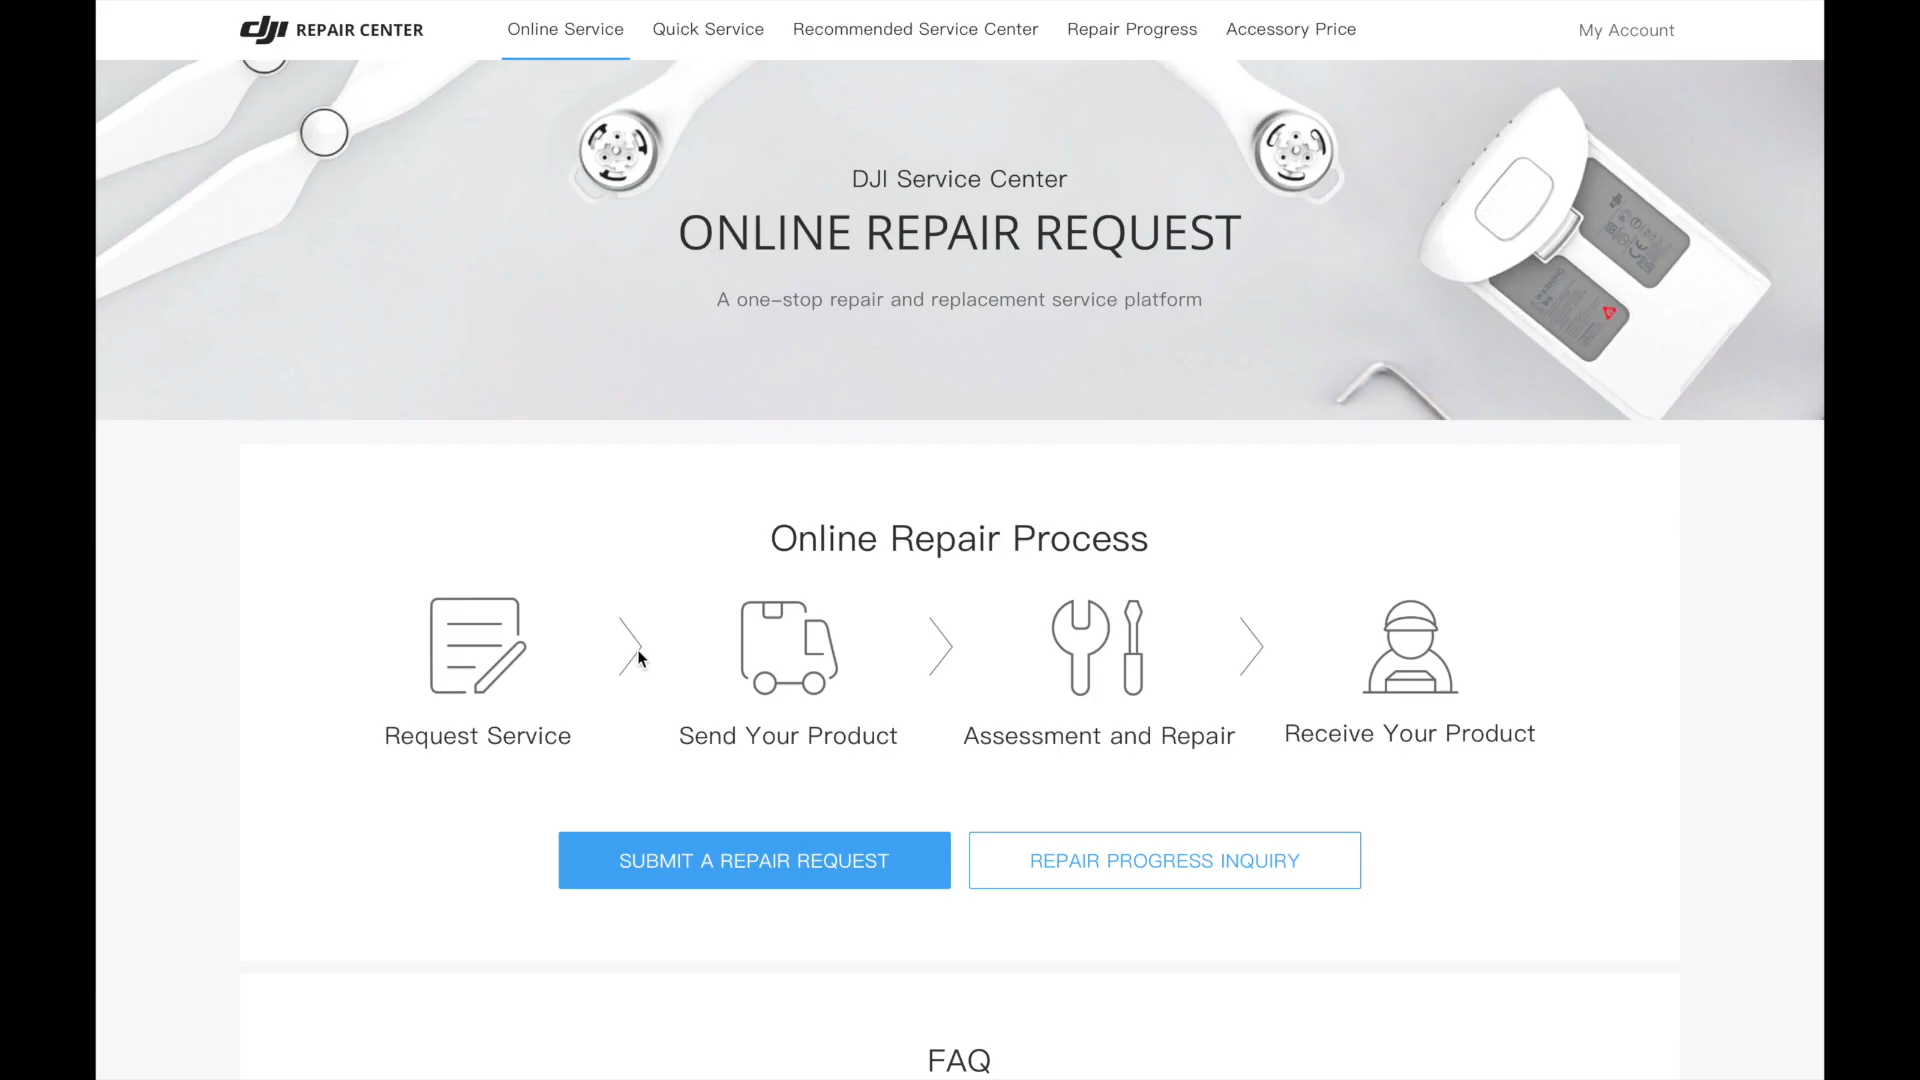 dji REPAIR CENTER
Online Service
Quick Service
Recommended Service Center
Repair Progress
Accessory Price
My Account
DJI Service Center
ONLINE REPAIR REQUEST
A one-stop repair and replacement service platform
WARNING
Online Repair Process
Request Service
Send Your Product
Assessment and Repair
Receive Your Product
SUBMIT A REPAIR REQUEST
REPAIR PROGRESS INQUIRY
FAQ